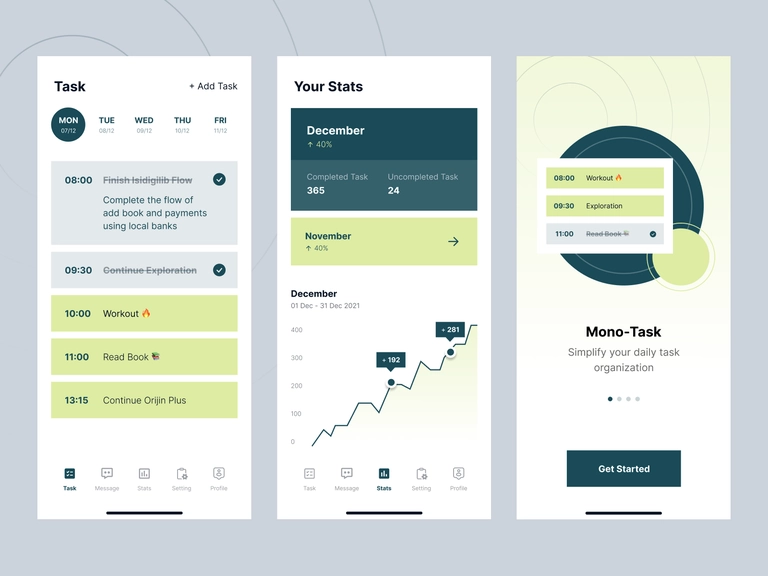 Task
+ Add Task
MON
07/12
TUE
08/12
WED
09/12
THU
10/12
FRI
11/12
08:00 Finish Isidigilib Flow
Complete the flow of
add book and payments
using local banks
09:30 Continue Exploration
10:00 Workout 🔥
11:00 Read Book 📚
13:15 Continue Orijin Plus
Task
Message
Stats
Setting
Profile
Your Stats
December
↑ 40%
Completed Task
365
Uncompleted Task
24
November
↑ 40%
→
December
01 Dec - 31 Dec 2021
400
300
200
100
0
+ 192
+ 281
Task
Message
Stats
Setting
Profile
08:00 Workout 🔥
09:30 Exploration
11:00 Read Book 📚
Mono-Task
Simplify your daily task
organization
Get Started